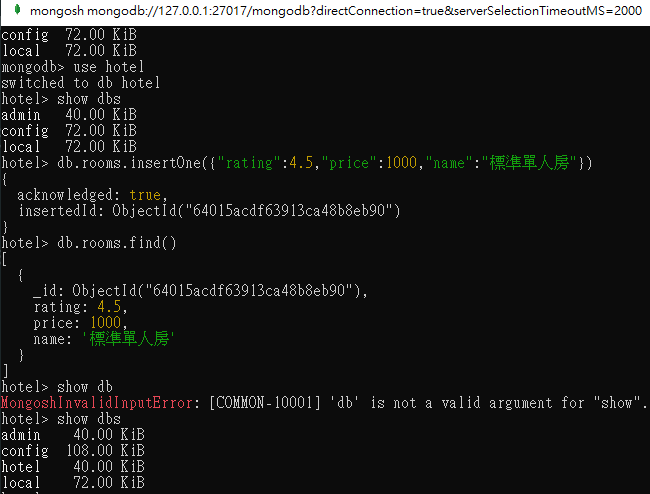 mongosh mongodb://127.0.0.1:27017/mongodb?directConnection=true&serverSelectionTimeoutMS=2000
config  72.00 KiB
local   72.00 KiB
mongodb> use hotel
switched to db hotel
hotel> show dbs
admin   40.00 KiB
config  72.00 KiB
local   72.00 KiB
hotel> db.rooms.insertOne({"rating":4.5,"price":1000,"name":"標準單人房"})
{
  acknowledged: true,
  insertedId: ObjectId("64015acdf63913ca48b8eb90")
}
hotel> db.rooms.find()
[
  {
    _id: ObjectId("64015acdf63913ca48b8eb90"),
    rating: 4.5,
    price: 1000,
    name: '標準單人房'
  }
]
hotel> show db
MongoshInvalidInputError: [COMMON-10001] 'db' is not a valid argument for "show".
hotel> show dbs
admin    40.00 KiB
config  108.00 KiB
hotel    40.00 KiB
local    72.00 KiB